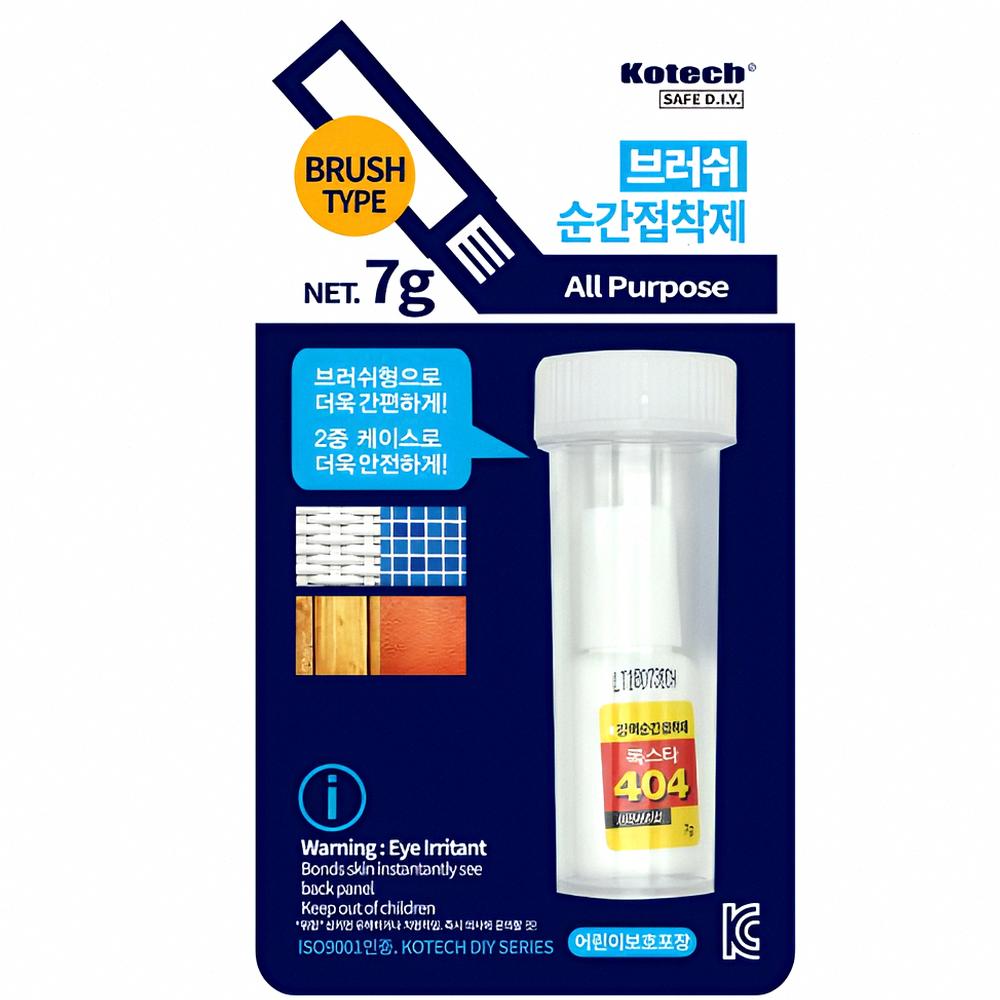 Kotech®
SAFE D.I.Y.
BRUSH
TYPE
브러쉬
순간접착제
NET. 7g
All Purpose
브러쉬형으로
더욱 간편하게!
2중 케이스로
더욱 안전하게!
록스타
404
7g
Warning : Eye Irritant
Bonds skin instantantly see
back panel
Keep out of children
ISO9001인증. KOTECH DIY SERIES
어린이보호포장